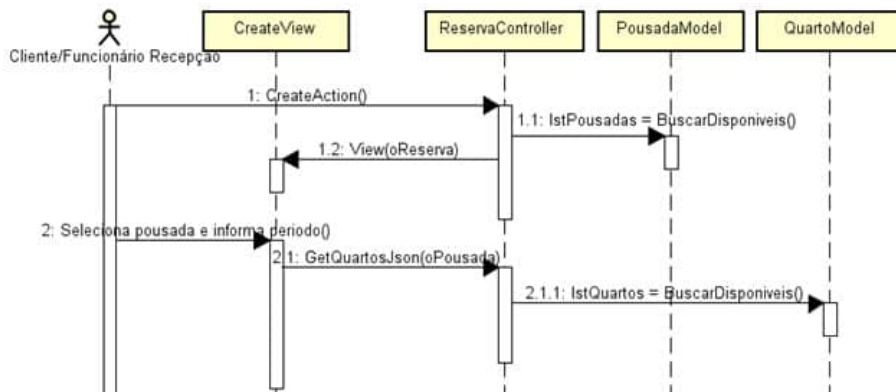 CreateView
ReservaController
PousadaModel
QuartoModel
Cliente/Funcionário Recepção
1: CreateAction()
1.1: lstPousadas = BuscarDisponiveis()
1.2: View(oReserva)
2: Seleciona pousada e informa periodo()
2.1: GetQuartosJson(oPousada)
2.1.1: lstQuartos = BuscarDisponiveis()